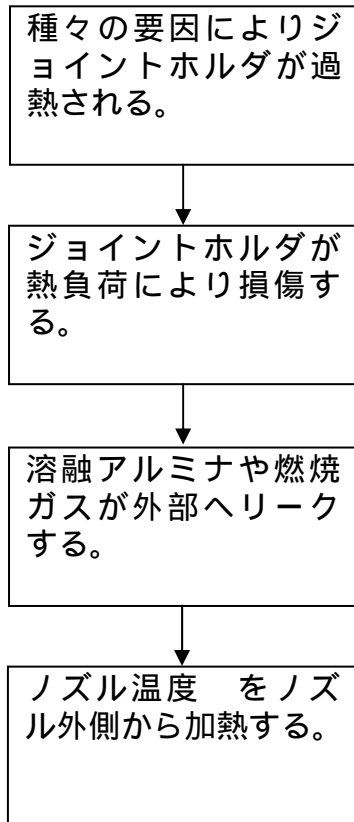 種々の要因によりジ
ョイントホルダが過
熱される。
ジョイントホルダが
熱負荷により損傷す
る。
溶融アルミナや燃焼
ガスが外部へリーク
する。
ノズル温度　をノズ
ル外側から加熱する。